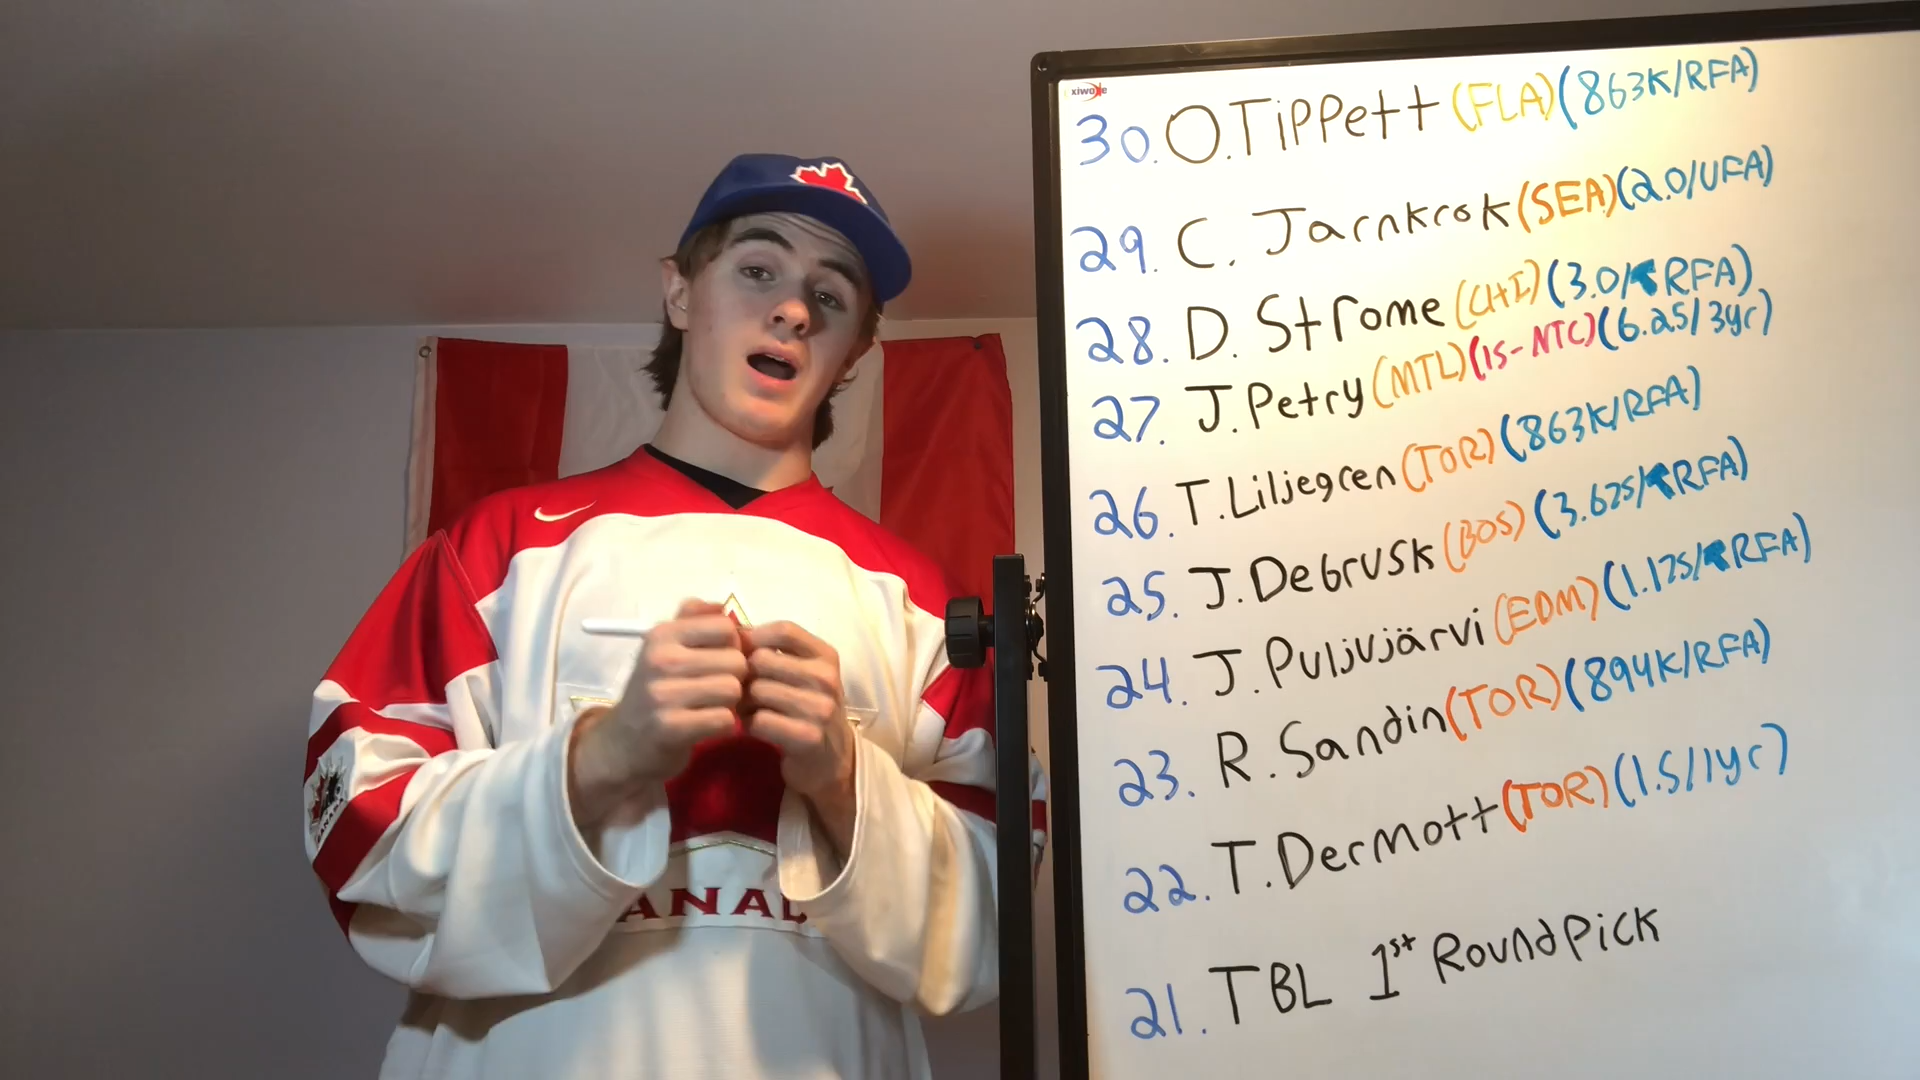 xiwode
30. O.Tippett (FLA) (863K/RFA)
29. C. Jarnkrok (SEA) (2.0/UFA)
28. D. Strome (CHI) (3.0/RFA)
27. J. Petry (MTL) (15-NTC) (6.25/3yr)
26. T. Liljegren (TOR) (863K/RFA)
25. J. Debrusk (BOS) (3.625/RFA)
24. J. Puljujärvi (EDM) (1.175/RFA)
23. R. Sandin (TOR) (894K/RFA)
22. T. Dermott (TOR) (1.5/1yr)
21. TBL 1st Round Pick
ANAD